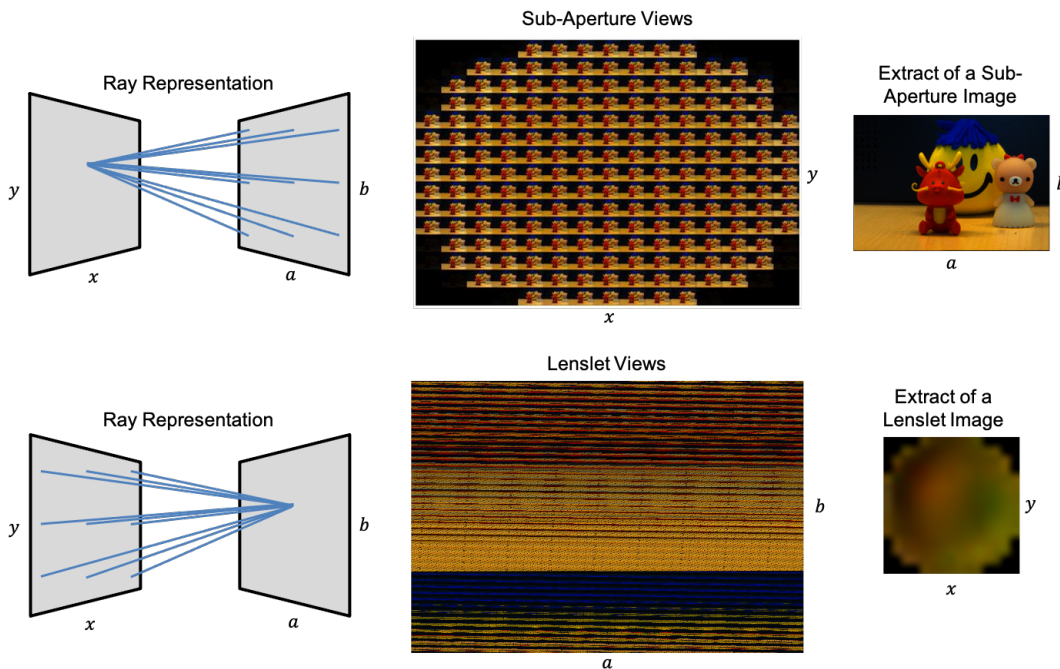 Sub-Aperture Views
Ray Representation
Extract of a Sub-
Aperture Image
y
b
y
x
a
x
a
Lenslet Views
Ray Representation
Extract of a
Lenslet Image
y
b
b
y
x
a
a
x